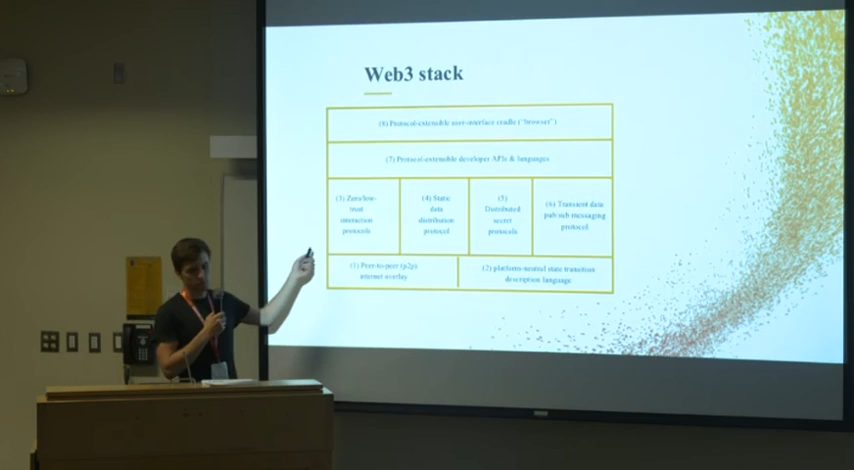 Web3 stack
(8) Protocol-extensible user-interface cradle ("browser")
(7) Protocol-extensible developer APIs & languages
(3) Zero/low-
trust
interaction
protocols
(4) Static
data
distribution
protocol
(5)
Distributed
secret
protocols
(6) Transient data
pub/sub messaging
protocol
(1) Peer-to-peer (p2p)
internet overlay
(2) platform-neutral state transition
description language